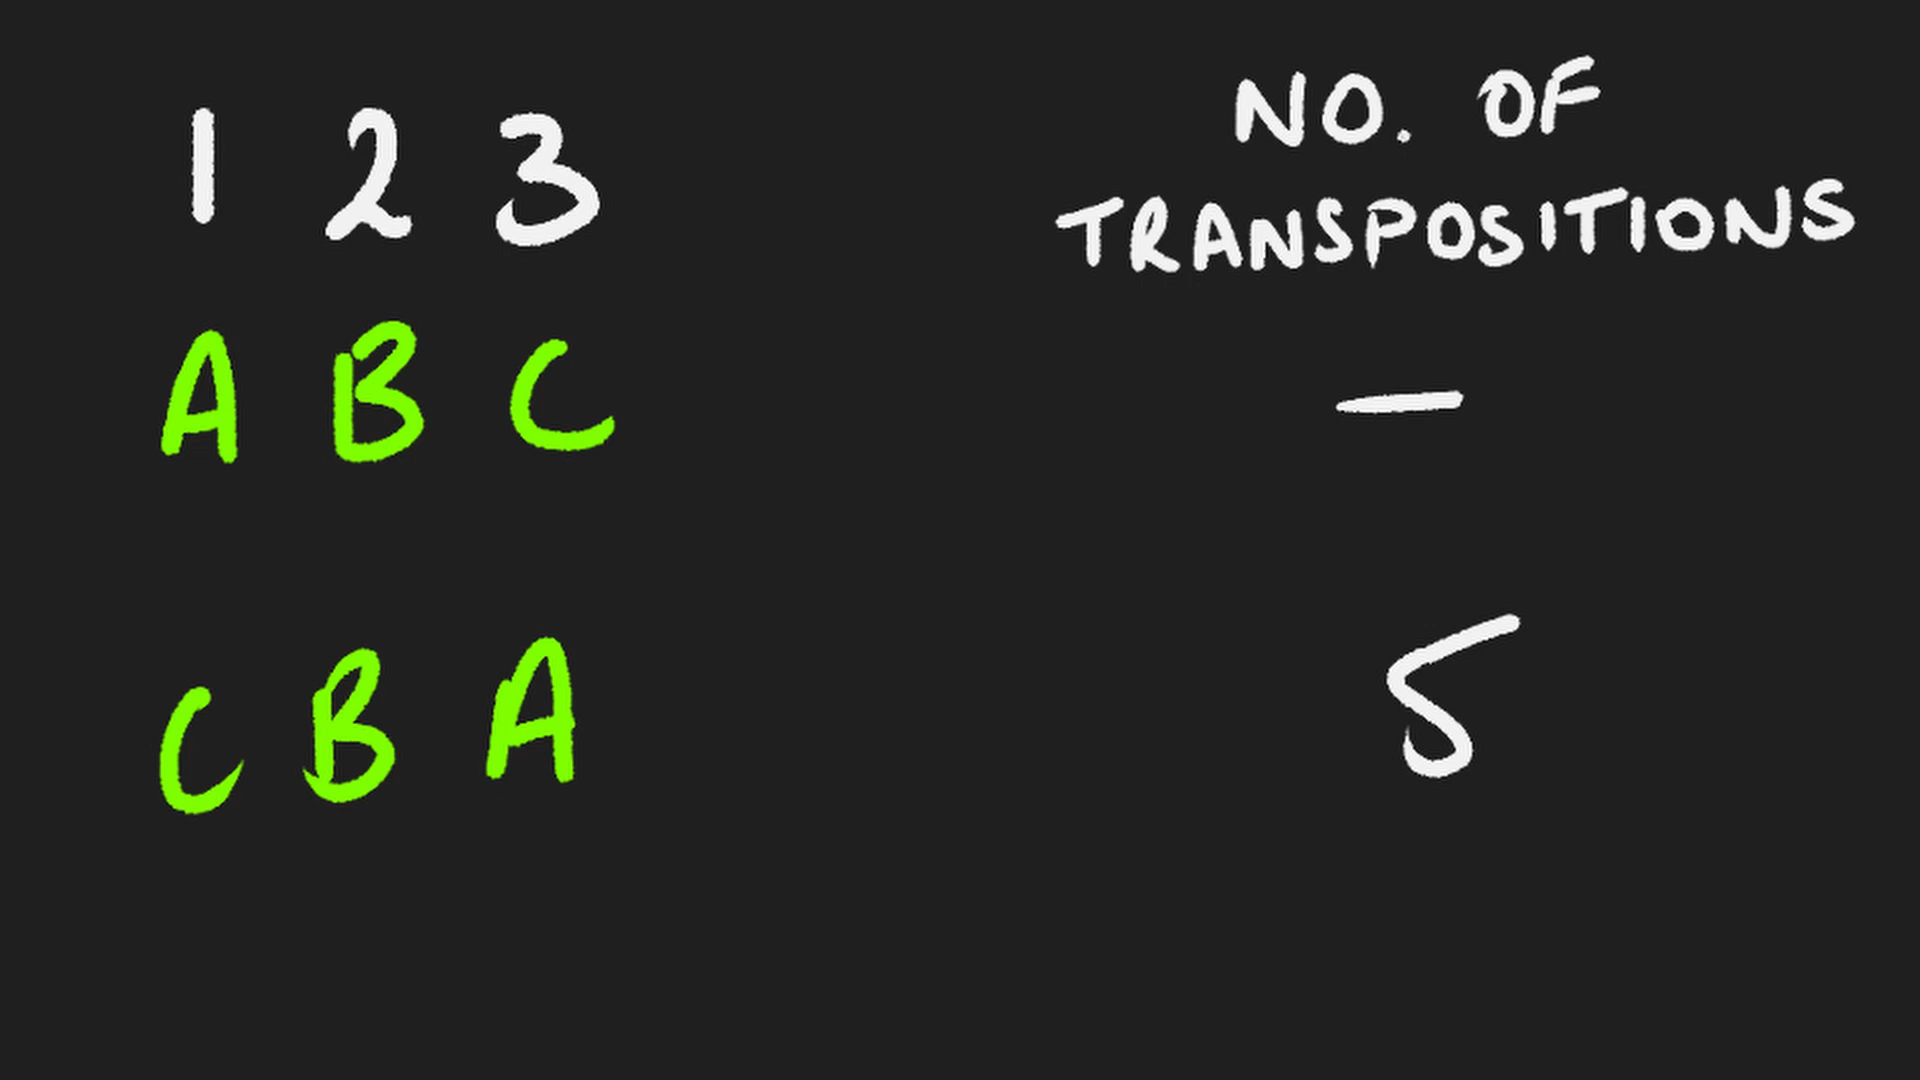 1 2 3
NO. OF
TRANSPOSITIONS
A B C
—
C B A
5